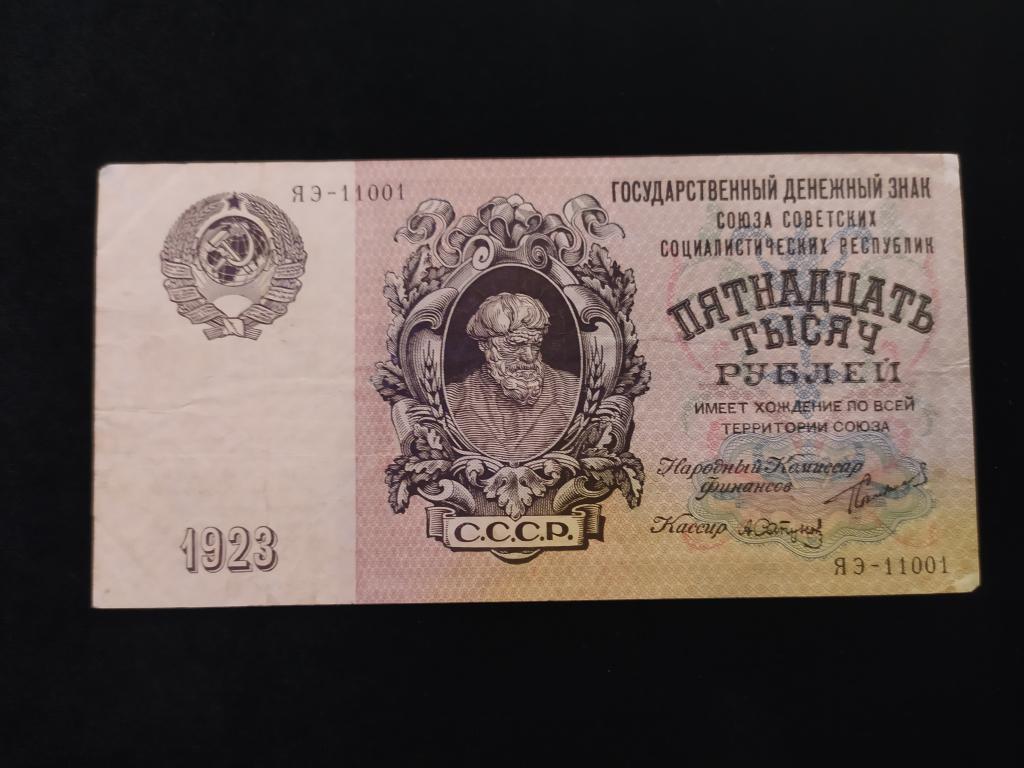 ЯЭ-11001
ГОСУДАРСТВЕННЫЙ ДЕНЕЖНЫЙ ЗНАК
СОЮЗА СОВЕТСКИХ
СОЦИАЛИСТИЧЕСКИХ РЕСПУБЛИК
ПЯТНАДЦАТЬ
ТЫСЯЧ
РУБЛЕЙ
ИМЕЕТ ХОЖДЕНИЕ ПО ВСЕЙ
ТЕРРИТОРИИ СОЮЗА
Народный Комиссар
финансов
Кассир
С.С.С.Р.
1923
ЯЭ-11001